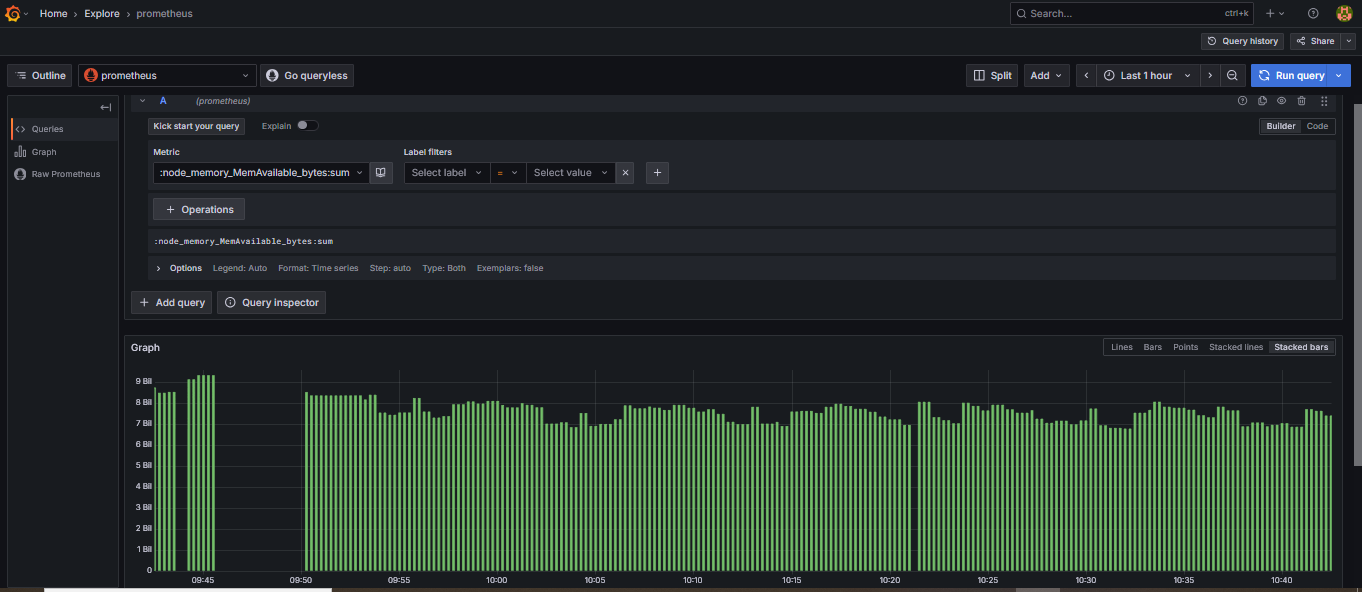 Home › Explore › prometheus
Search... ctrl+k
Query history Share
Outline prometheus Go queryless Split Add Last 1 hour Run query
A (prometheus)
Queries
Graph
Raw Prometheus
Kick start your query Explain Builder Code
Metric Label filters
:node_memory_MemAvailable_bytes:sum Select label = Select value
+ Operations
:node_memory_MemAvailable_bytes:sum
Options Legend: Auto Format: Time series Step: auto Type: Both Exemplars: false
+ Add query Query inspector
Graph Lines Bars Points Stacked lines Stacked bars
9 Bil
8 Bil
7 Bil
6 Bil
5 Bil
4 Bil
3 Bil
2 Bil
1 Bil
0
09:45 09:50 09:55 10:00 10:05 10:10 10:15 10:20 10:25 10:30 10:35 10:40